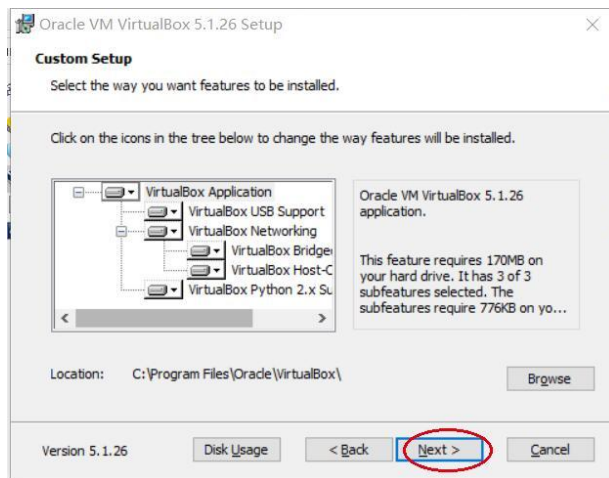 Oracle VM VirtualBox 5.1.26 Setup
Custom Setup
Select the way you want features to be installed.
Click on the icons in the tree below to change the way features will be installed.
VirtualBox Application
VirtualBox USB Support
VirtualBox Networking
VirtualBox Bridge
VirtualBox Host-C
VirtualBox Python 2.x Su
Oracle VM VirtualBox 5.1.26
application.
This feature requires 170MB on
your hard drive. It has 3 of 3
subfeatures selected. The
subfeatures require 776KB on yo...
Location: C:\Program Files\Oracle\VirtualBox\
Browse
Version 5.1.26
Disk Usage
< Back
Next >
Cancel